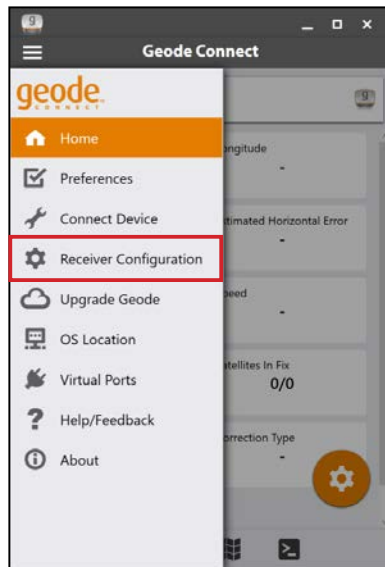 g
Geode Connect
geode
CONNECT
g
Home
ongitude
-
Preferences
Connect Device
timated Horizontal Error
-
Receiver Configuration
Upgrade Geode
peed
-
OS Location
Virtual Ports
atellites In Fix
0/0
Help/Feedback
orrection Type
-
About